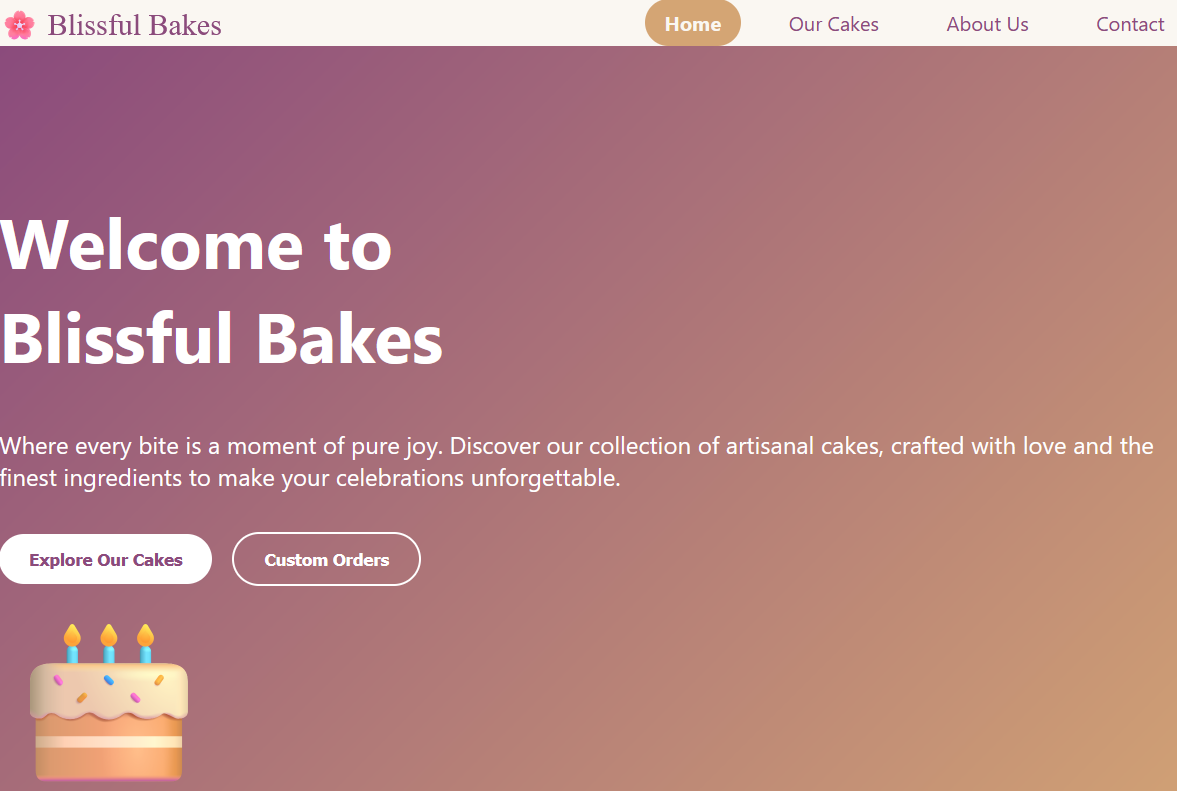 Blissful Bakes
Home
Our Cakes
About Us
Contact
Welcome to
Blissful Bakes
Where every bite is a moment of pure joy. Discover our collection of artisanal cakes, crafted with love and the
finest ingredients to make your celebrations unforgettable.
Explore Our Cakes
Custom Orders